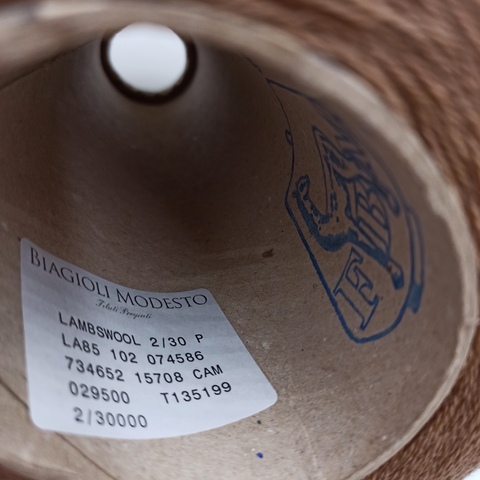 BIAGIOLI MODESTO
Filati Pregiati
LAMBSWOOL 2/30 P
LA85 102 074586
734652 15708 CAM
029500 T135199
2/30000